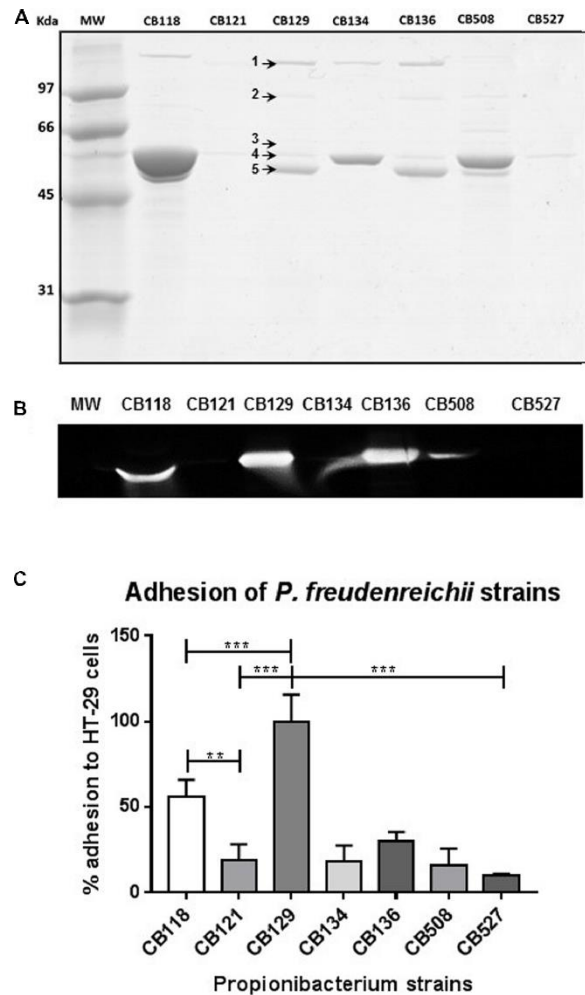 A
Kda MW CB118 CB121 CB129 CB134 CB136 CB508 CB527
1
97
2
66
3
4
5
45
31
B
MW CB118 CB121 CB129 CB134 CB136 CB508 CB527
C
Adhesion of P. freudenreichii strains
% adhesion to HT-29 cells
150
100
50
0
***
***
***
**
CB118
CB121
CB129
CB134
CB136
CB508
CB527
Propionibacterium strains